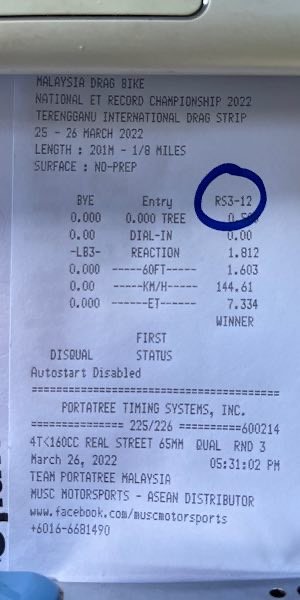 MALAYSIA DRAG BIKE
NATIONAL ET RECORD CHAMPIONSHIP 2022
TERENGGANU INTERNATIONAL DRAG STRIP
25 - 26 MARCH 2022
LENGTH : 201M - 1/8 MILES
SURFACE : NO-PREP
BYE Entry RS3-12
0.000 0.000 TREE
0.00 DIAL-IN 0.00
-LB3- REACTION 1.812
0.000 -----60FT----- 1.603
0.00 -----KM/H----- 144.61
0.000 ------ET------ 7.334
WINNER
FIRST
DISQUAL STATUS
Autostart Disabled
========================================
PORTATREE TIMING SYSTEMS, INC.
============== 225/226 ==========600214
4T<160CC REAL STREET 65MM QUAL RND 3
March 26, 2022 05:31:02 PM
TEAM PORTATREE MALAYSIA
MUSC MOTORSPORTS - ASEAN DISTRIBUTOR
www.facebook.com/muscmotorsports
+6016-6681490